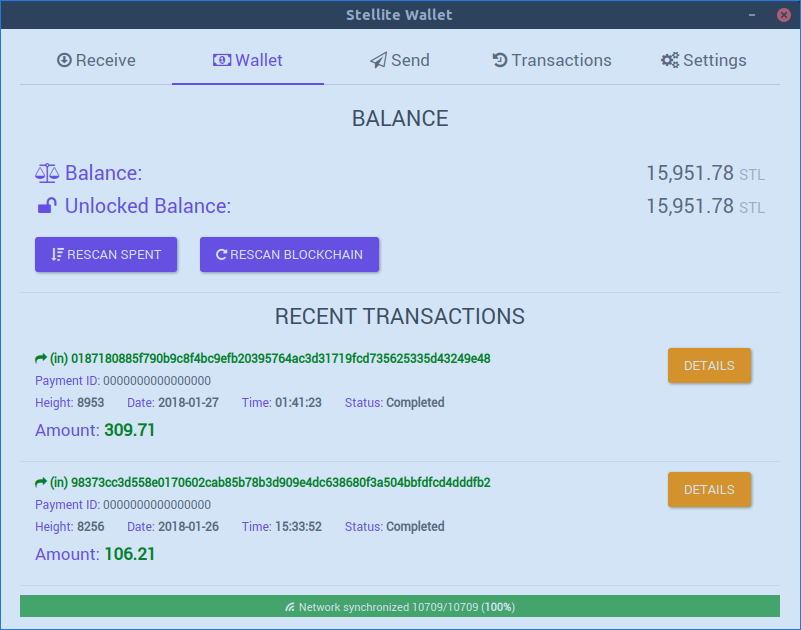 Stellite Wallet
Receive Wallet Send Transactions Settings
BALANCE
Balance: 15,951.78 STL
Unlocked Balance: 15,951.78 STL
RESCAN SPENT RESCAN BLOCKCHAIN
RECENT TRANSACTIONS
(in) 0187180885f790b9c8f4bc9efb20395764ac3d31719fcd735625335d43249e48 DETAILS
Payment ID: 0000000000000000
Height: 8953 Date: 2018-01-27 Time: 01:41:23 Status: Completed
Amount: 309.71
(in) 98373cc3d558e0170602cab85b78b3d909e4dc638680f3a504bbfdfcd4dddfb2 DETAILS
Payment ID: 0000000000000000
Height: 8256 Date: 2018-01-26 Time: 15:33:52 Status: Completed
Amount: 106.21
Network synchronized 10709/10709 (100%)